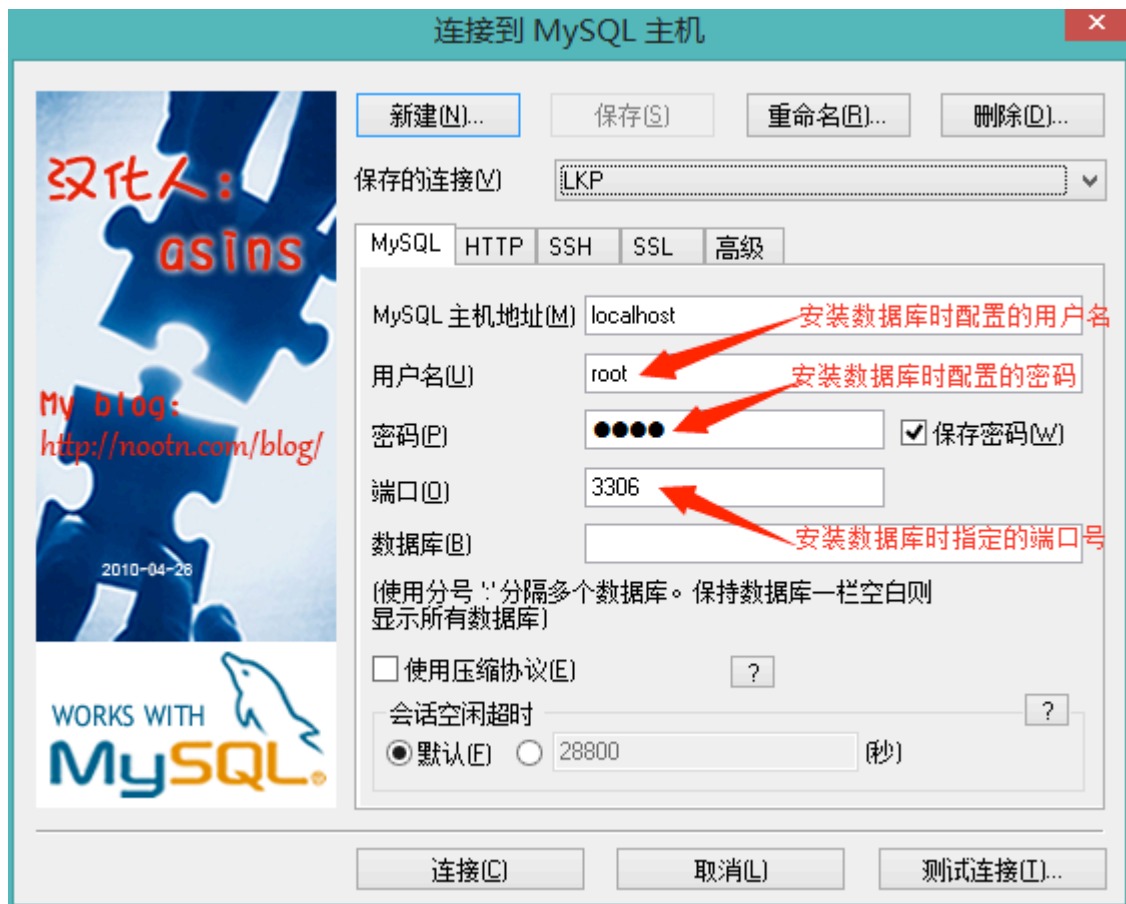 连接到 MySQL 主机
新建(N)...
保存(S)
重命名(R)...
删除(D)...
汉化人:
asins
My blog:
http://nootn.com/blog/
2010-04-28
WORKS WITH
MySQL®
保存的连接(V)
LKP
MySQL
HTTP
SSH
SSL
高级
MySQL 主机地址(M)
localhost
安装数据库时配置的用户名
用户名(U)
root
安装数据库时配置的密码
密码(P)
●●●●
保存密码(W)
端口(O)
3306
数据库(B)
安装数据库时指定的端口号
(使用分号 ';' 分隔多个数据库。保持数据库一栏空白则
显示所有数据库)
使用压缩协议(E)
?
会话空闲超时
?
默认(F)
28800
(秒)
连接(C)
取消(L)
测试连接(T)...